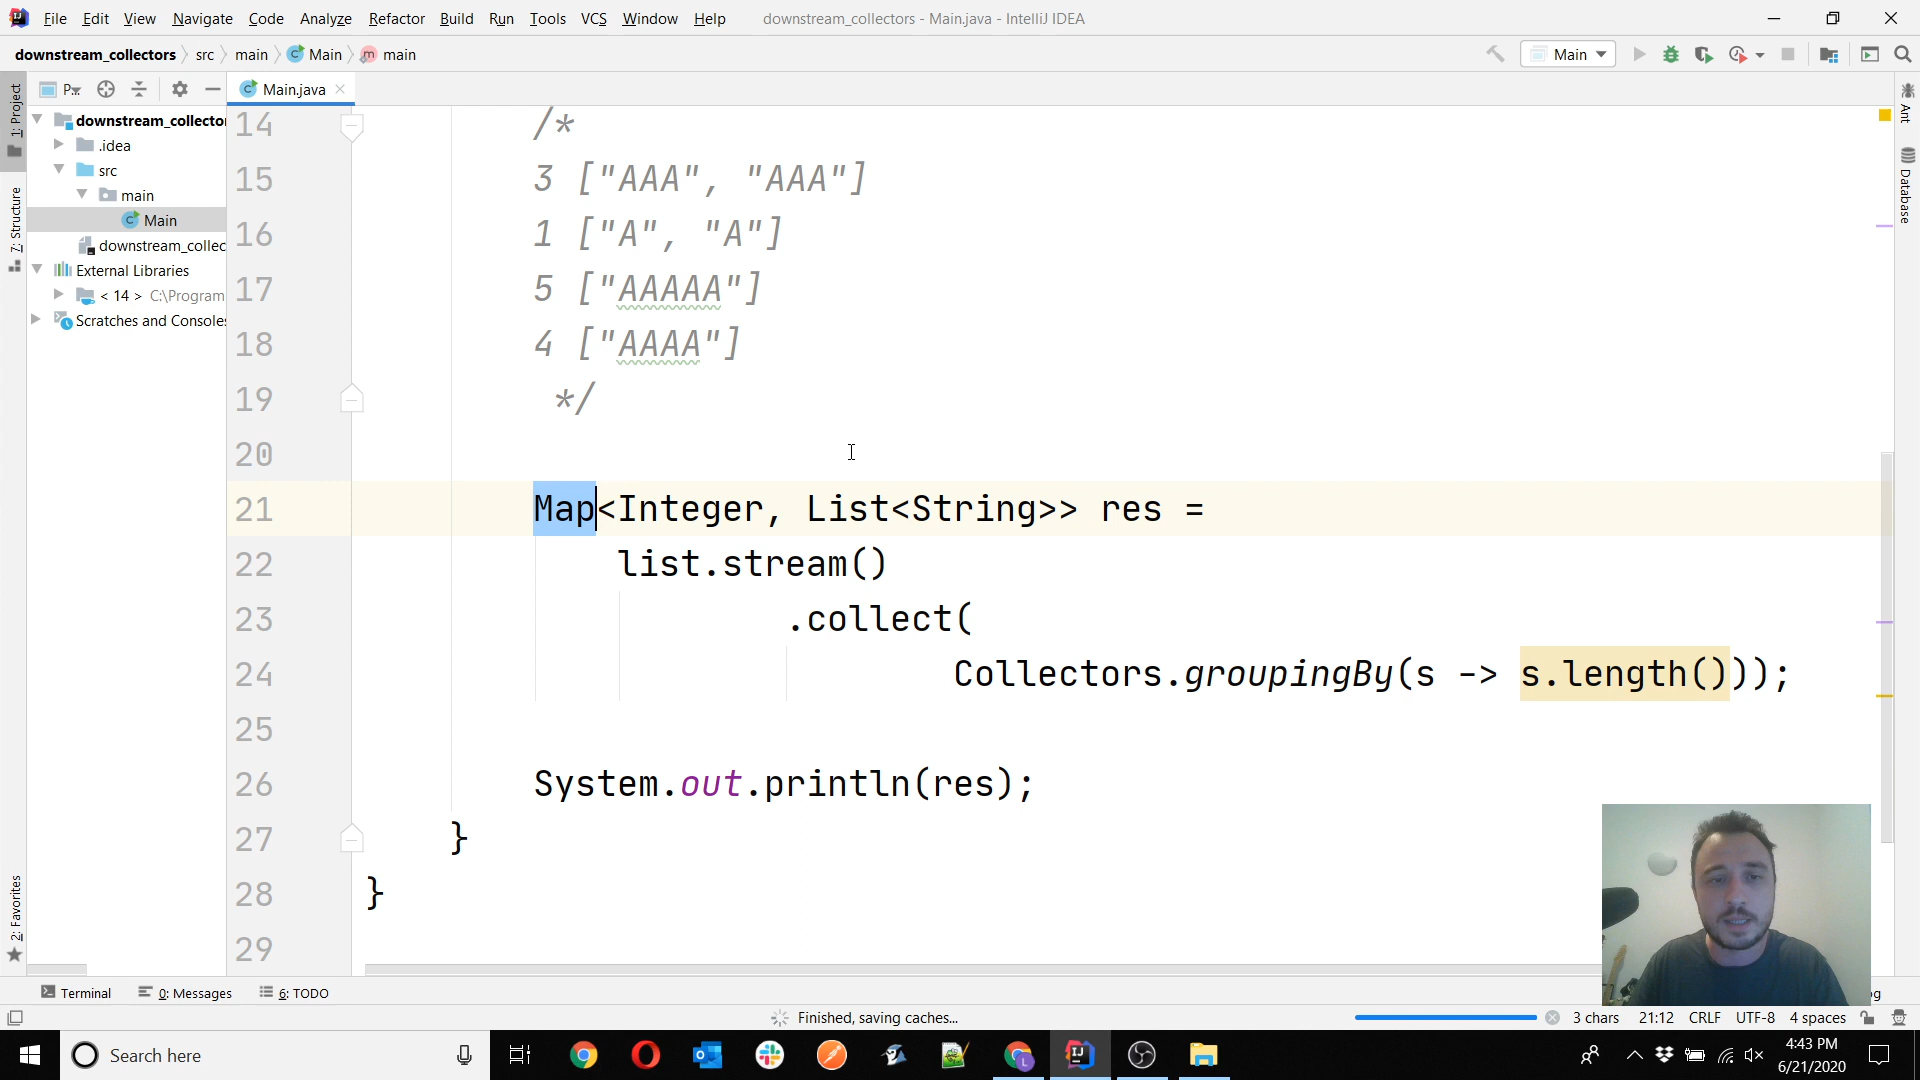 File Edit View Navigate Code Analyze Refactor Build Run Tools VCS Window Help downstream_collectors - Main.java - IntelliJ IDEA
downstream_collectors src main Main main Main
P... Main.java
1: Project
7: Structure
2: Favorites
Ant
Database
downstream_collector
.idea
src
main
Main
downstream_collec
External Libraries
< 14 > C:\Program
Scratches and Consoles
14 /*
15 3 ["AAA", "AAA"]
16 1 ["A", "A"]
17 5 ["AAAAA"]
18 4 ["AAAA"]
19 */
20
21 Map<Integer, List<String>> res =
22 list.stream()
23 .collect(
24 Collectors.groupingBy(s -> s.length()));
25
26 System.out.println(res);
27 }
28 }
29
Terminal 0: Messages 6: TODO
Finished, saving caches... 3 chars 21:12 CRLF UTF-8 4 spaces
Search here 4:43 PM
6/21/2020